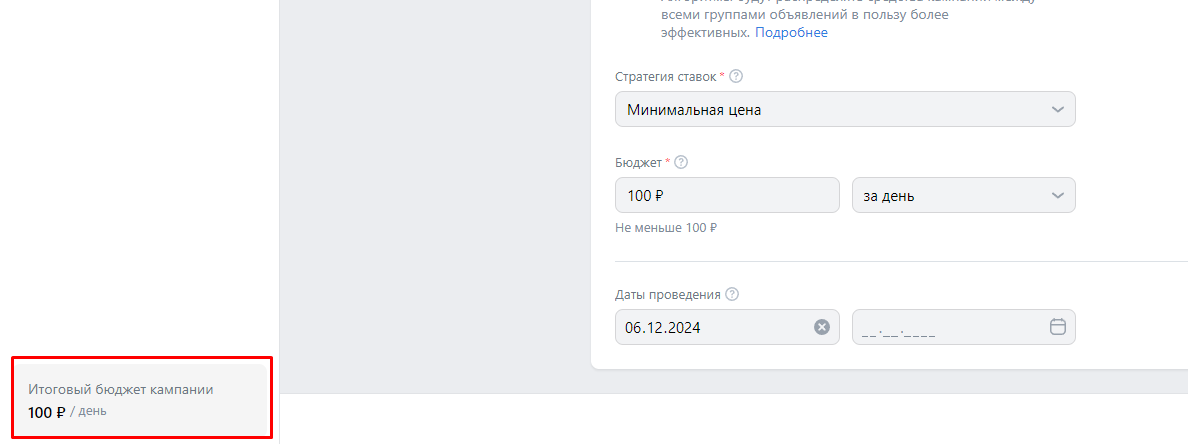 всеми группами объявлений в пользу более
эффективных. Подробнее
Стратегия ставок * ?
Минимальная цена
Бюджет * ?
100 ₽
за день
Не меньше 100 ₽
Даты проведения ?
06.12.2024
__.__.____
Итоговый бюджет кампании
100 ₽ / день